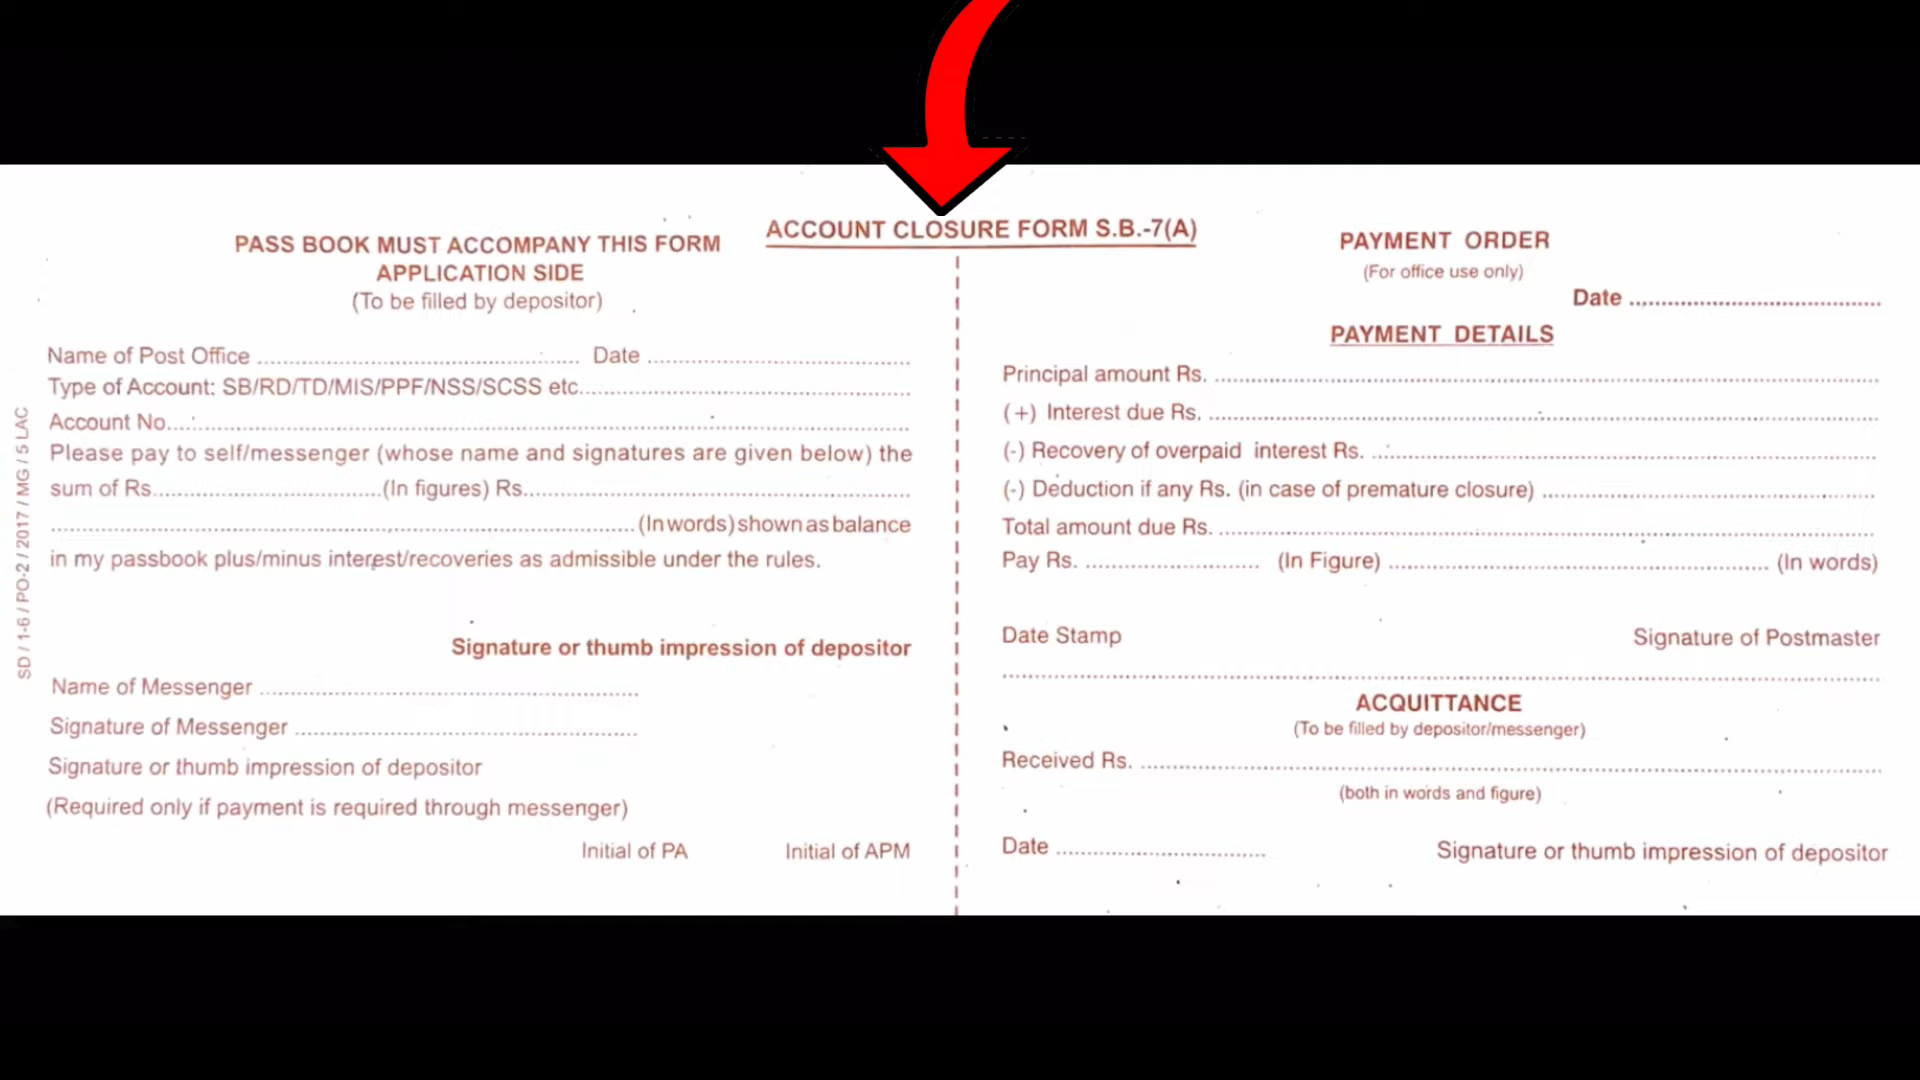 ACCOUNT CLOSURE FORM S.B.-7(A)
PASS BOOK MUST ACCOMPANY THIS FORM
APPLICATION SIDE
(To be filled by depositor)
Name of Post Office ........................................ Date ........................................
Type of Account: SB/RD/TD/MIS/PPF/NSS/SCSS etc........................................
Account No........................................
Please pay to self/messenger (whose name and signatures are given below) the
sum of Rs........................................(In figures) Rs........................................
........................................(In words) shown as balance
in my passbook plus/minus interest/recoveries as admissible under the rules.
Signature or thumb impression of depositor
Name of Messenger ........................................
Signature of Messenger ........................................
Signature or thumb impression of depositor
(Required only if payment is required through messenger)
Initial of PA Initial of APM
SD / 1-6 / PO-2 / 2017 / MG / 5 LAC
PAYMENT ORDER
(For office use only)
Date ........................................
PAYMENT DETAILS
Principal amount Rs. ........................................
(+) Interest due Rs. ........................................
(-) Recovery of overpaid interest Rs. ........................................
(-) Deduction if any Rs. (in case of premature closure) ........................................
Total amount due Rs. ........................................
Pay Rs. .............................. (In Figure) ........................................ (In words)
Date Stamp Signature of Postmaster
ACQUITTANCE
(To be filled by depositor/messenger)
Received Rs. ........................................
(both in words and figure)
Date ........................................ Signature or thumb impression of depositor